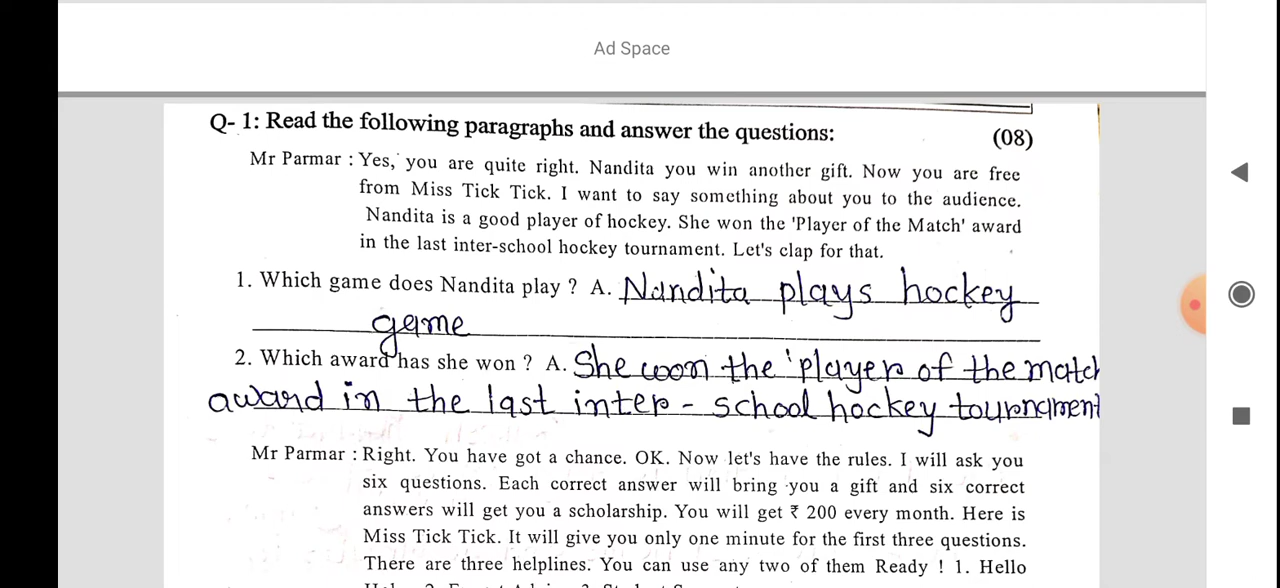 Ad Space
Q- 1: Read the following paragraphs and answer the questions:
(08)
Mr Parmar : Yes, you are quite right. Nandita you win another gift. Now you are free
from Miss Tick Tick. I want to say something about you to the audience.
Nandita is a good player of hockey. She won the 'Player of the Match' award
in the last inter-school hockey tournament. Let's clap for that.
1. Which game does Nandita play ? A. Nandita plays hockey
game
2. Which award has she won ? A. She won the 'player of the match
award in the last inter - school hockey tournament
Mr Parmar : Right. You have got a chance. OK. Now let's have the rules. I will ask you
six questions. Each correct answer will bring you a gift and six correct
answers will get you a scholarship. You will get ₹ 200 every month. Here is
Miss Tick Tick. It will give you only one minute for the first three questions.
There are three helplines. You can use any two of them Ready ! 1. Hello